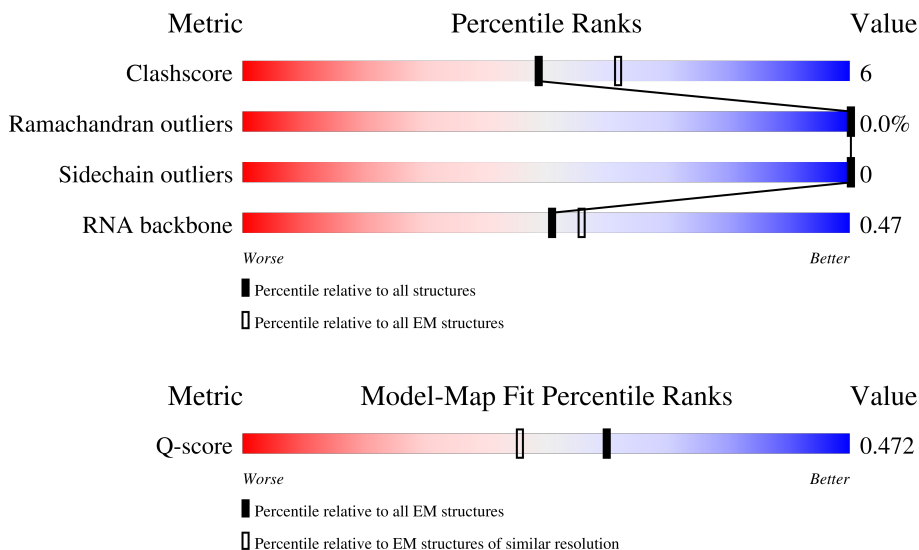 Metric Percentile Ranks Value
Clashscore 6
Ramachandran outliers 0.0%
Sidechain outliers 0
RNA backbone 0.47
Worse Better
Percentile relative to all structures
Percentile relative to all EM structures
Metric Model-Map Fit Percentile Ranks Value
Q-score 0.472
Worse Better
Percentile relative to all EM structures
Percentile relative to EM structures of similar resolution